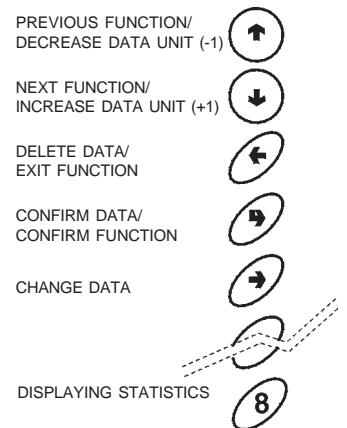 PREVIOUS FUNCTION/
DECREASE DATA UNIT (-1)
NEXT FUNCTION/
INCREASE DATA UNIT (+1)
DELETE DATA/
EXIT FUNCTION
CONFIRM DATA/
CONFIRM FUNCTION
CHANGE DATA
DISPLAYING STATISTICS
8